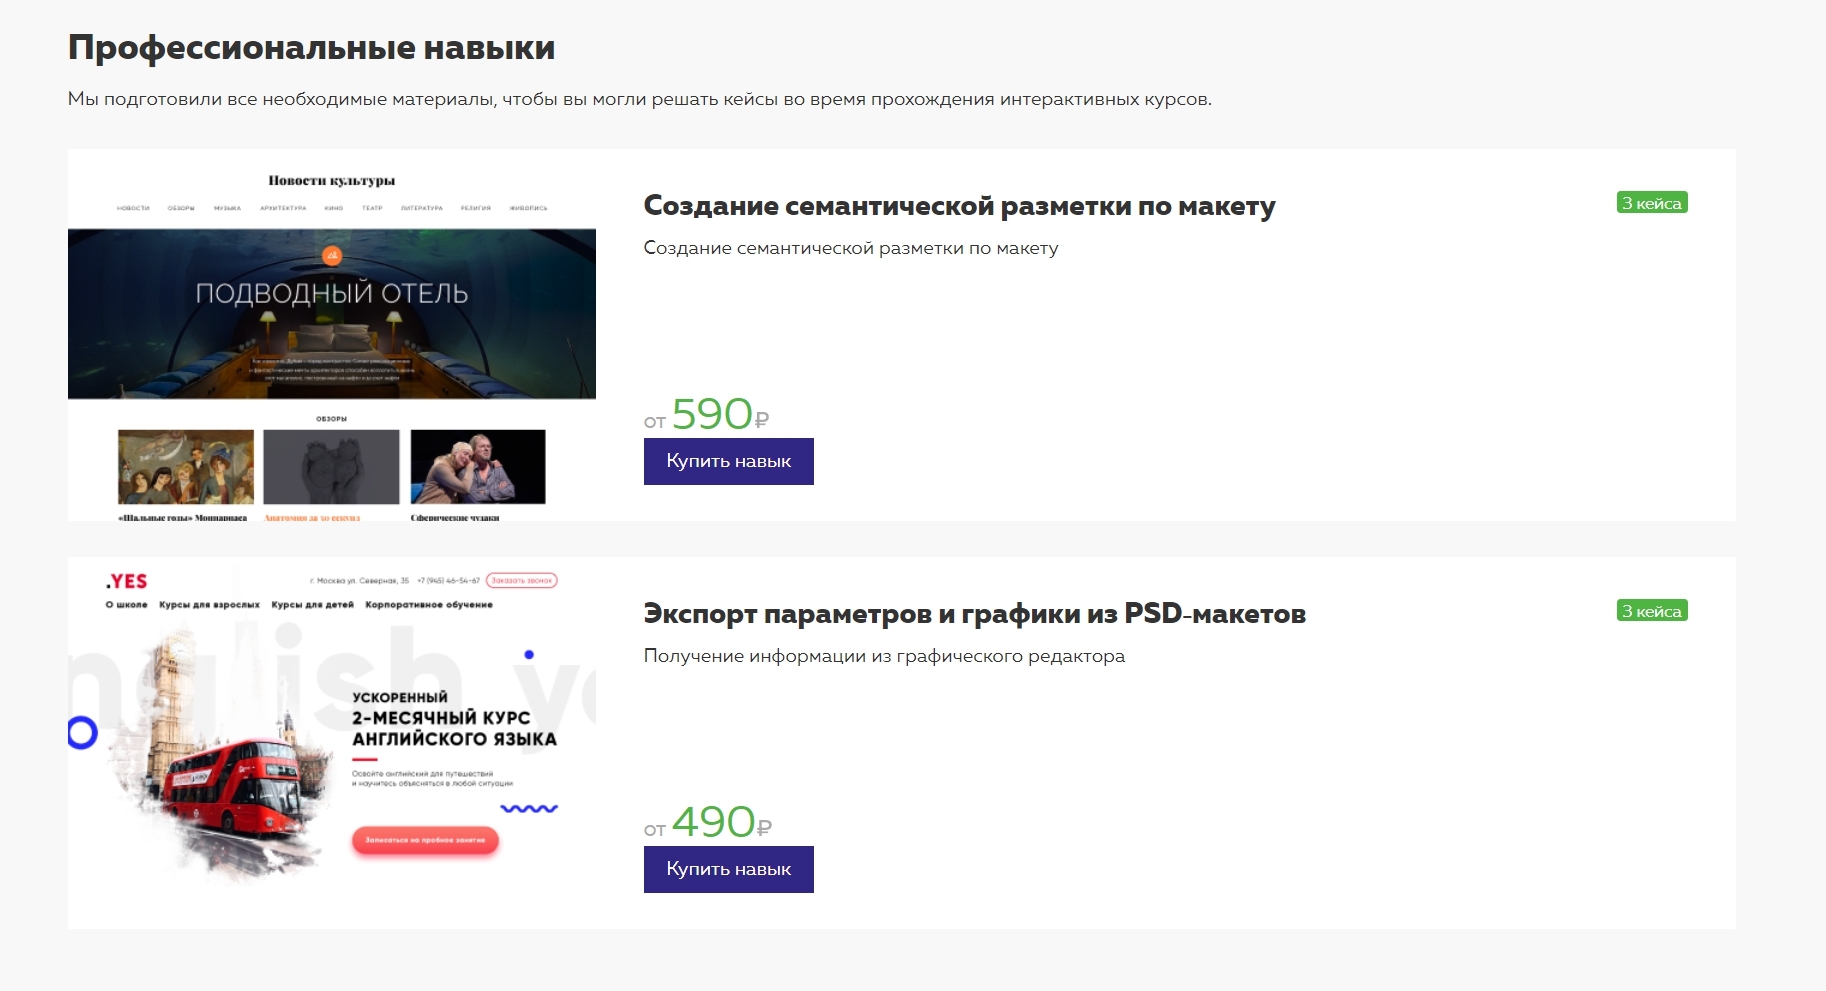 Профессиональные навыки
Мы подготовили все необходимые материалы, чтобы вы могли решать кейсы во время прохождения интерактивных курсов.
Новости культуры
НОВОСТИ ОБЗОРЫ МУЗЫКА АРХИТЕКТУРА КИНО ТЕАТР ЛИТЕРАТУРА РЕЛИГИЯ ЖИВОПИСЬ
ПОДВОДНЫЙ ОТЕЛЬ
ОБЗОРЫ
«Шальные годы» Монпарнаса
Анатомия за 30 секунд
Сферические чудаки
Создание семантической разметки по макету
3 кейса
Создание семантической разметки по макету
от 590₽
Купить навык
.YES
г. Москва ул. Северная, 35 +7 (945) 46-54-67 Заказать звонок
О школе Курсы для взрослых Курсы для детей Корпоративное обучение
english ye
УСКОРЕННЫЙ
2-МЕСЯЧНЫЙ КУРС
АНГЛИЙСКОГО ЯЗЫКА
Освойте английский для путешествий
и научитесь объясняться в любой ситуации
Записаться на пробное занятие
Экспорт параметров и графики из PSD-макетов
3 кейса
Получение информации из графического редактора
от 490₽
Купить навык